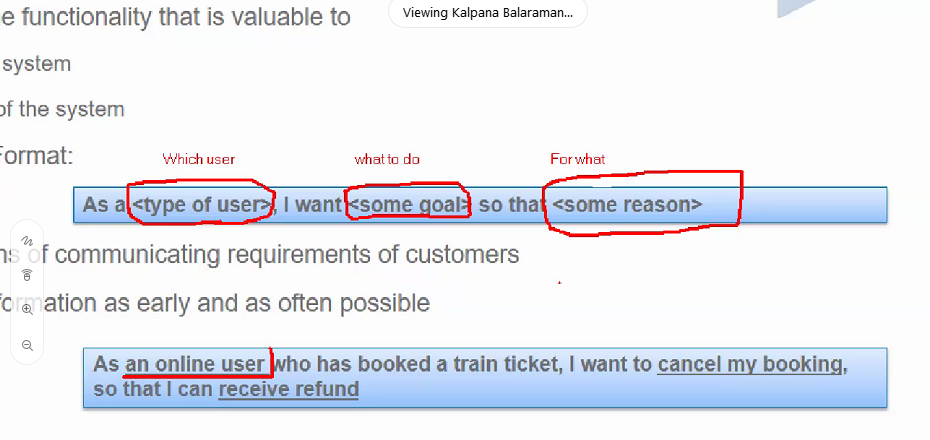 Viewing Kalpana Balaraman...
e functionality that is valuable to
system
of the system
Format:
Which user what to do For what
As a <type of user>, I want <some goal> so that <some reason>
ns of communicating requirements of customers
formation as early and as often possible
As an online user who has booked a train ticket, I want to cancel my booking,
so that I can receive refund